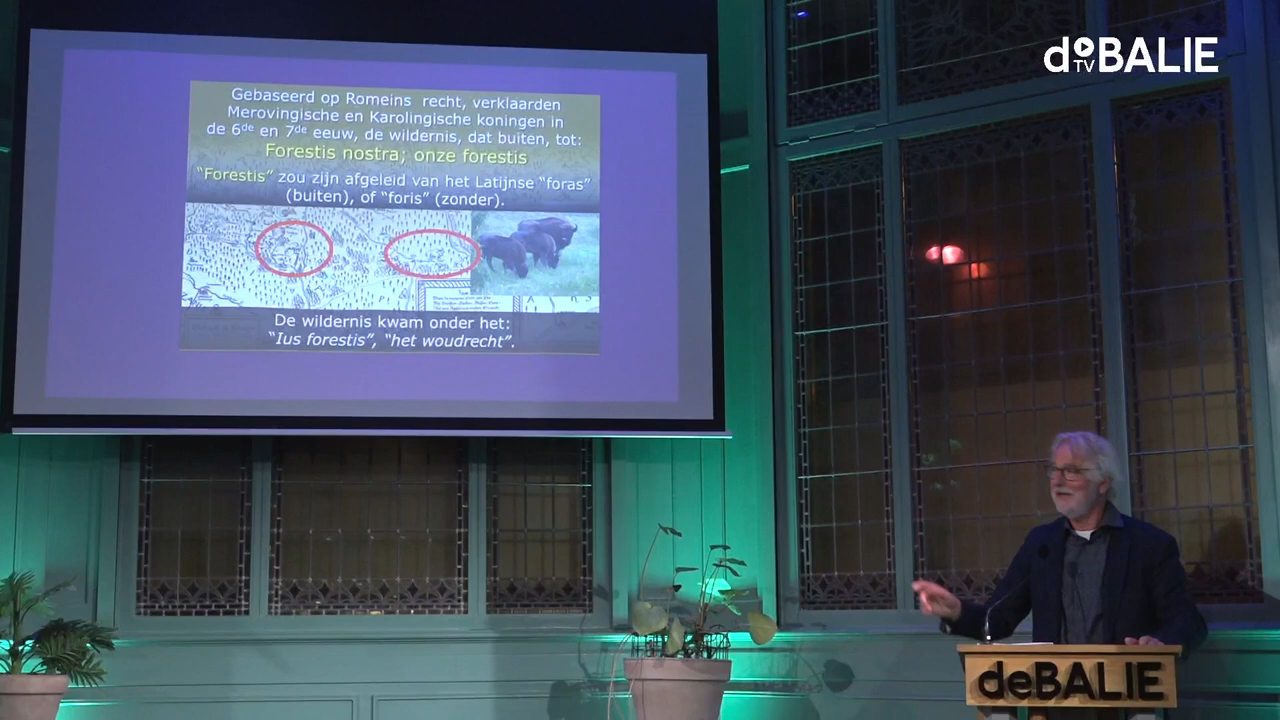 doTVBALIE
Gebaseerd op Romeins recht, verklaarden
Merovingische en Karolingische koningen in
de 6de en 7de eeuw, de wildernis, dat buiten, tot:
Forestis nostra; onze forestis
“Forestis” zou zijn afgeleid van het Latijnse “foras”
(buiten), of “foris” (zonder).
De wildernis kwam onder het:
“Ius forestis”, “het woudrecht”.
deBALIE